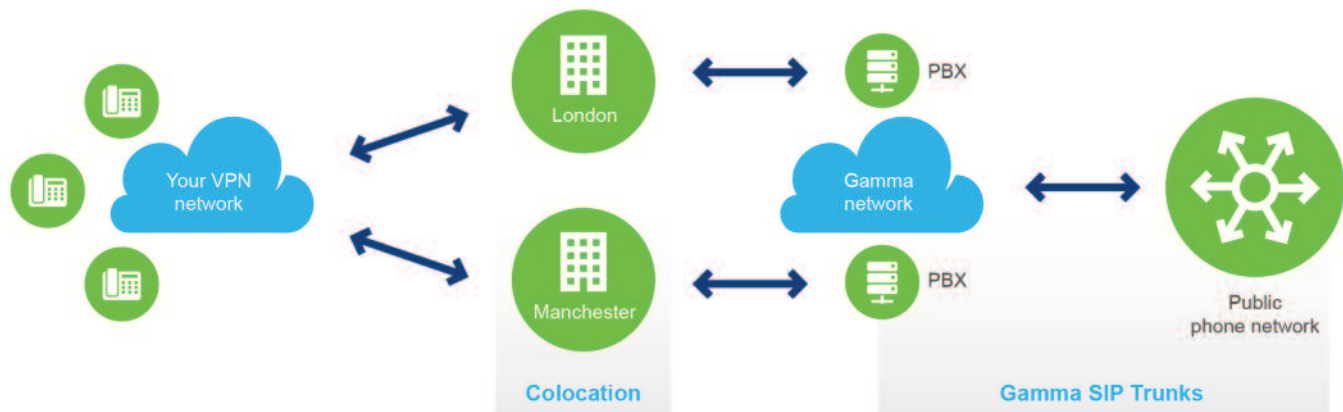 London
PBX
Your VPN
network
Gamma
network
Manchester
PBX
Public
phone network
Colocation
Gamma SIP Trunks